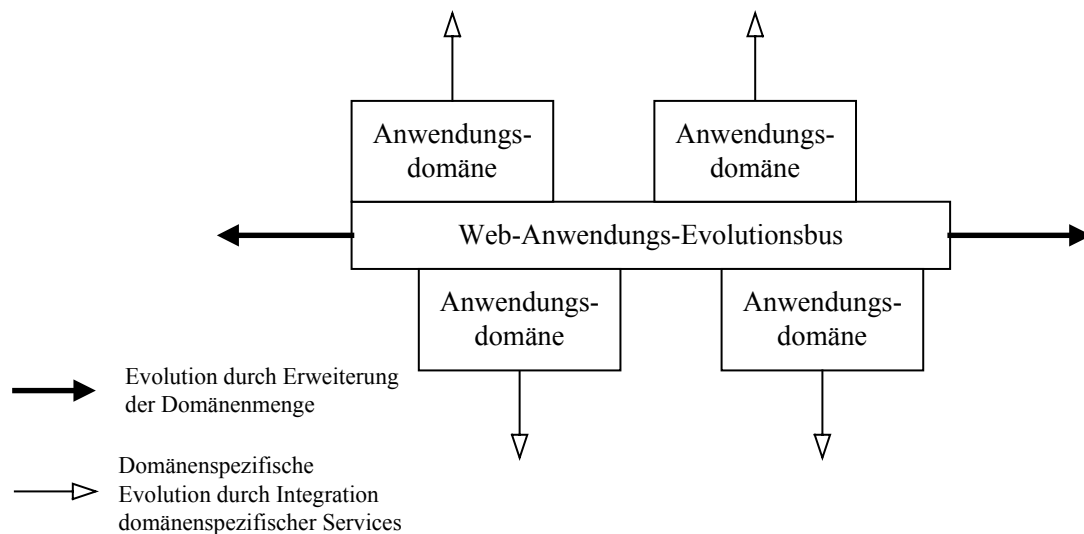 Anwendungs-
domäne
Anwendungs-
domäne
Web-Anwendungs-Evolutionsbus
Anwendungs-
domäne
Anwendungs-
domäne
Evolution durch Erweiterung
der Domänenmenge
Domänenspezifische
Evolution durch Integration
domänenspezifischer Services